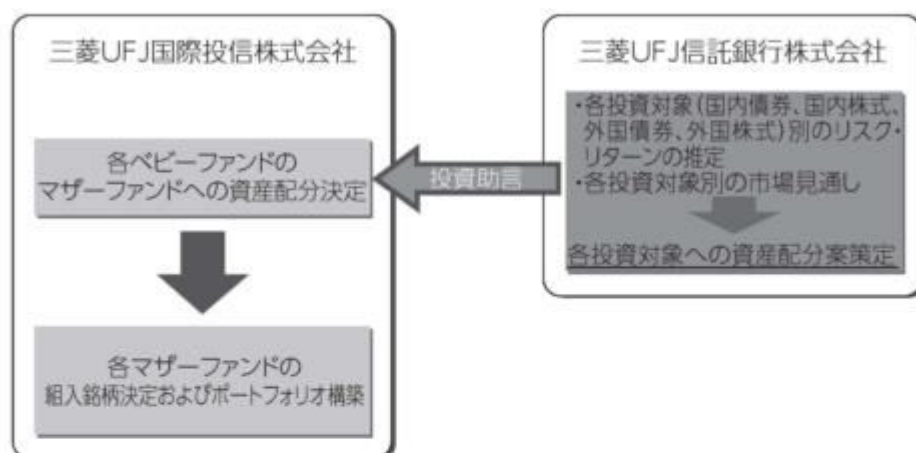 三菱UFJ国際投信株式会社
各ベビーファンドの
マザーファンドへの資産配分決定
各マザーファンドの
組入銘柄決定およびポートフォリオ構築
投資助言
三菱UFJ信託銀行株式会社
・各投資対象(国内債券、国内株式、
外国債券、外国株式)別のリスク・
リターンの推定
・各投資対象別の市場見通し
各投資対象への資産配分案策定